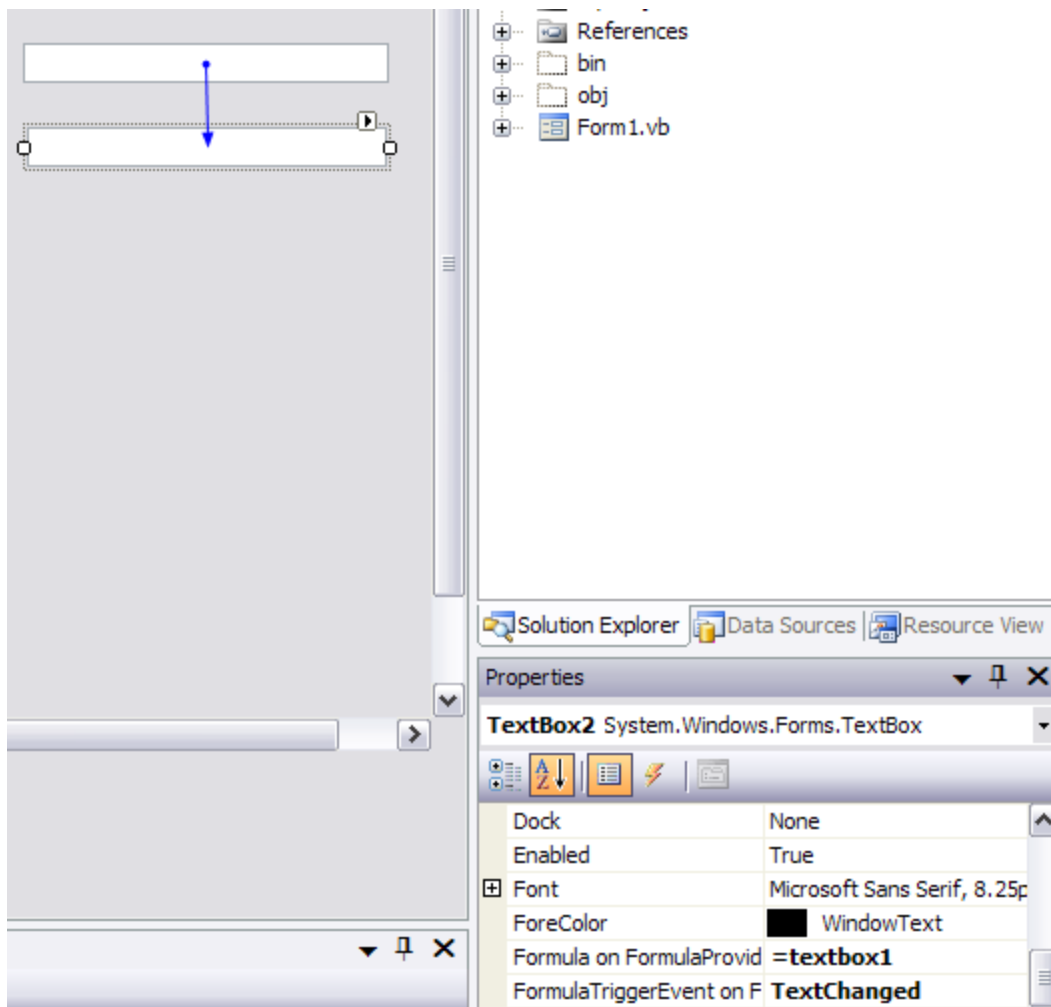 References
bin
obj
Form1.vb
Solution Explorer Data Sources Resource View
Properties
TextBox2 System.Windows.Forms.TextBox
A
Z
Dock None
Enabled True
Font Microsoft Sans Serif, 8.25p
ForeColor WindowText
Formula on FormulaProvid =textbox1
FormulaTriggerEvent on F TextChanged